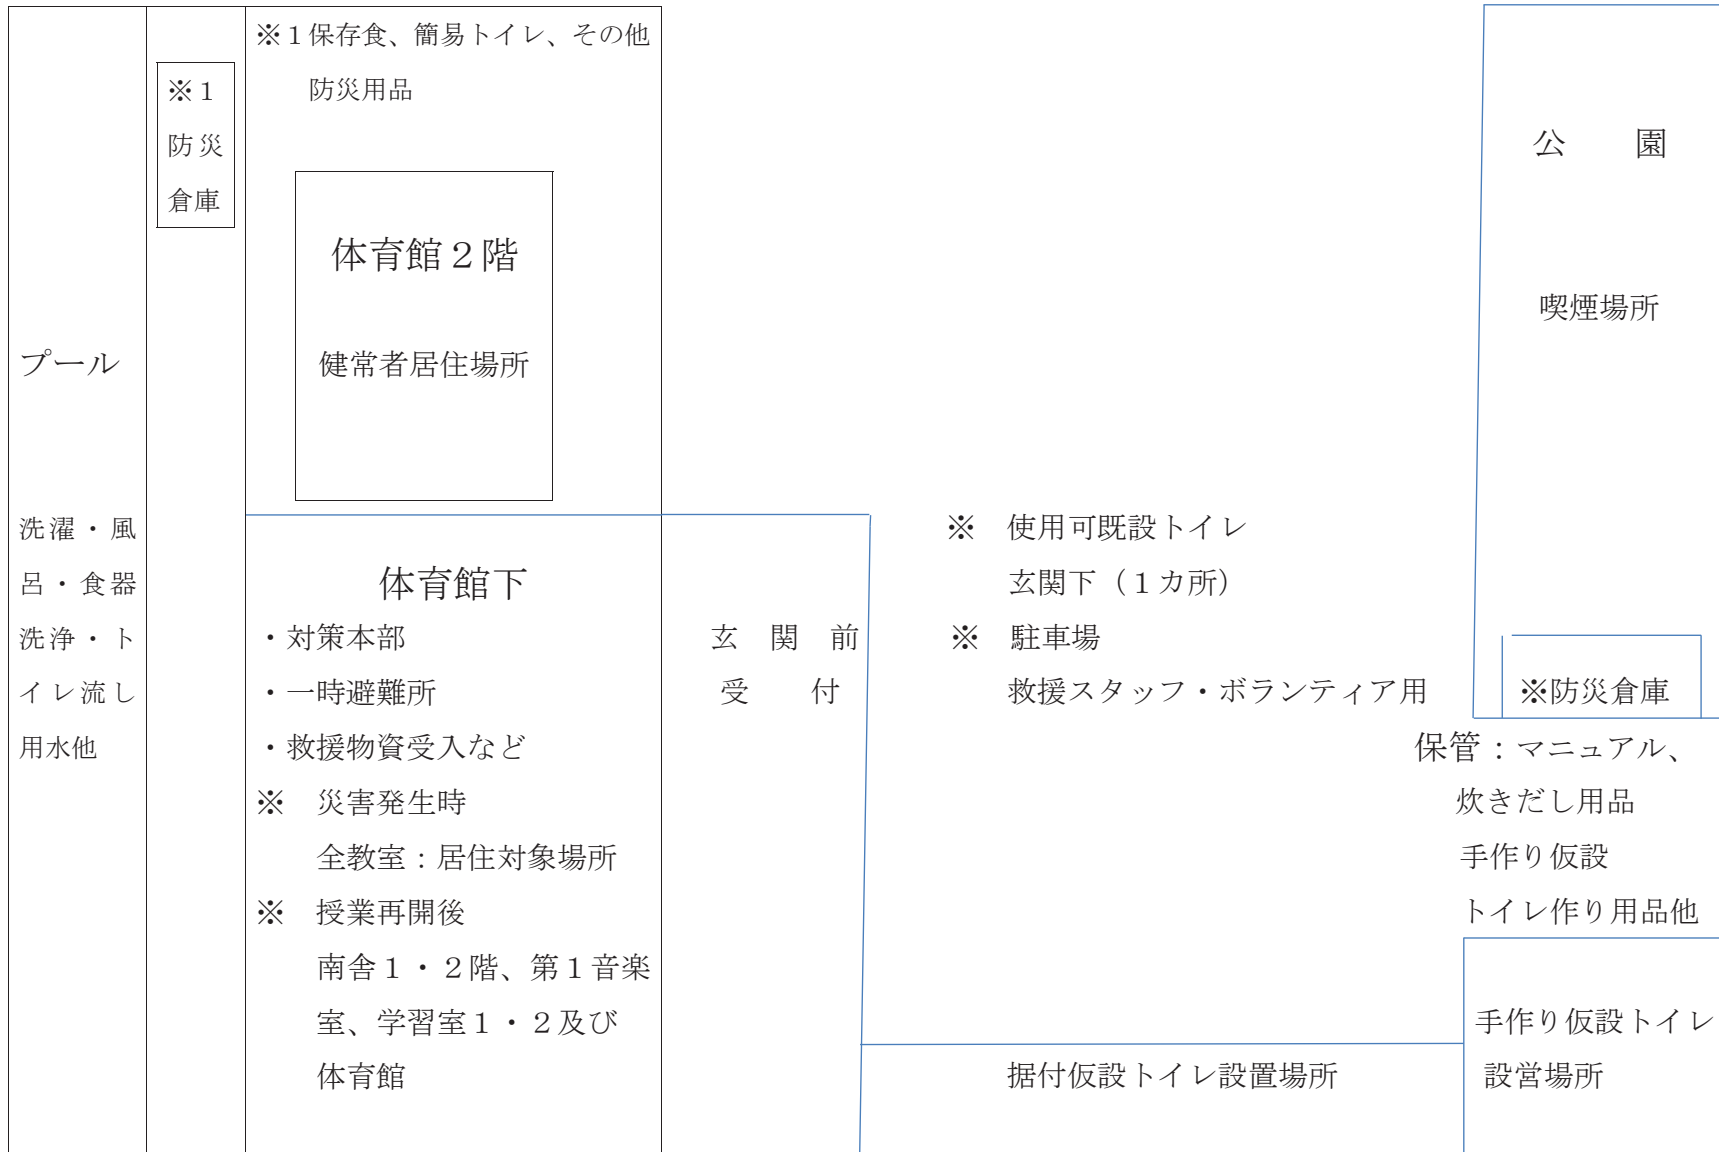 プール
洗濯・風
呂・食器
洗浄・ト
イレ流し
用水他
※１
防災
倉庫
※１保存食、簡易トイレ、その他
防災用品
体育館２階
健常者居住場所
体育館下
・対策本部
・一時避難所
・救援物資受入など
※　災害発生時
全教室：居住対象場所
※　授業再開後
南舎１・２階、第１音楽
室、学習室１・２及び
体育館
玄　関　前
受　　付
※　使用可既設トイレ
玄関下（１カ所）
※　駐車場
救援スタッフ・ボランティア用
据付仮設トイレ設置場所
公　　園
喫煙場所
※防災倉庫
保管：マニュアル、
炊きだし用品
手作り仮設
トイレ作り用品他
手作り仮設トイレ
設営場所